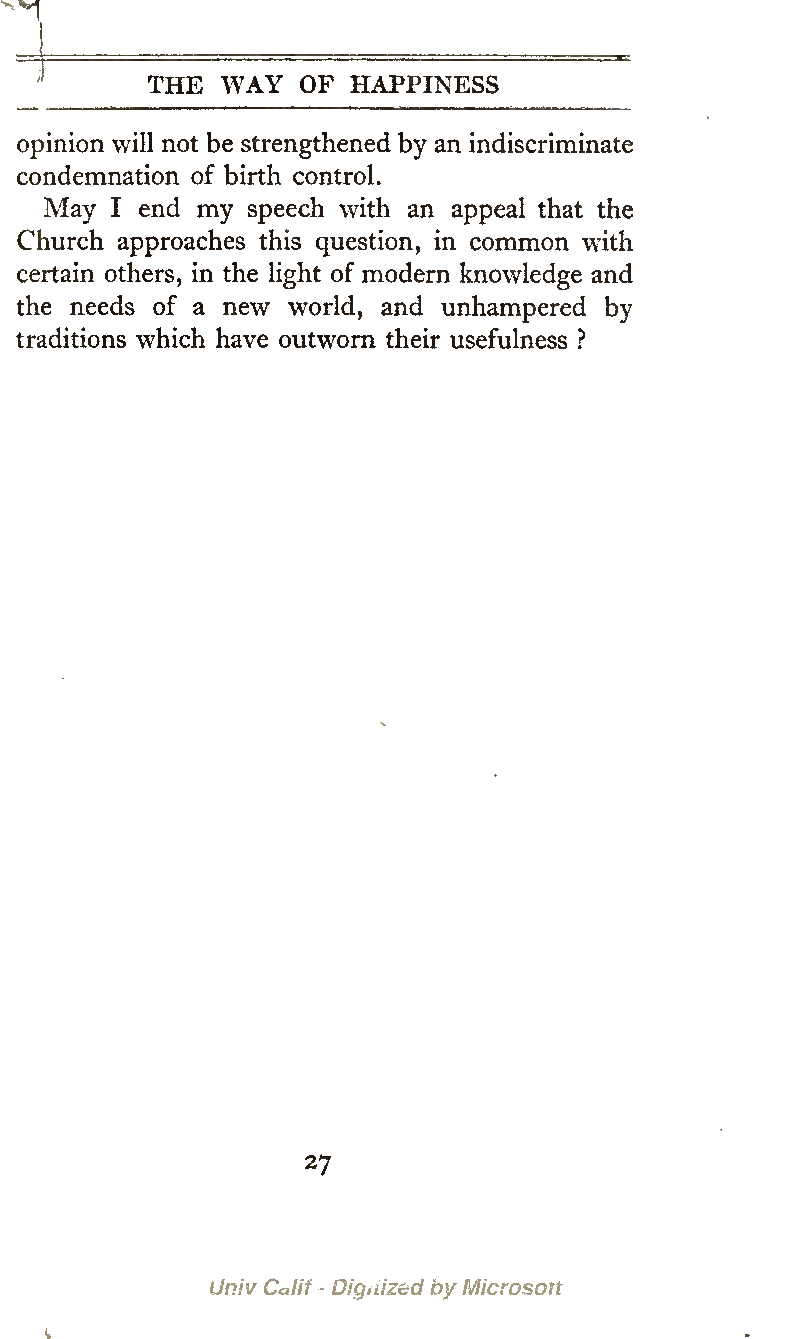 THE WAY OF HAPPINESS
opinion will not be strengthened by an indiscriminate
condemnation of birth control.
May I end my speech with an appeal that the
Church approaches this question, in common with
certain others, in the light of modern knowledge and
the needs of a new world, and unhampered by
traditions which have outworn their usefulness ?
27
Univ Calif - Digitized by Microsoft